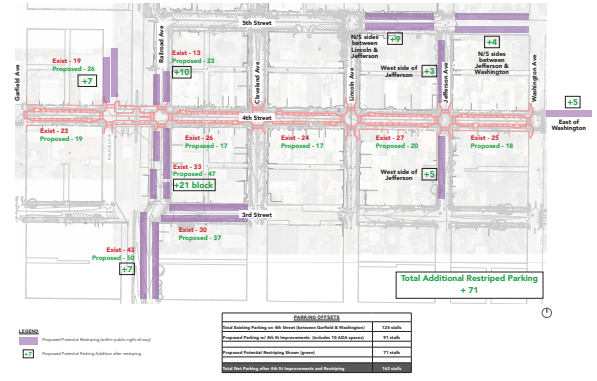 5th Street
+9
N/S sides
between
Lincoln &
Jefferson
+4
N/S sides
between
Jefferson &
Washington
Garfield Ave
Railroad Ave
Cleveland Ave
Lincoln Ave
Jefferson Ave
Washington Ave
Exist - 19
Proposed - 26
+7
Exist - 13
Proposed - 23
+10
West side of
Jefferson
+3
+5
East of
Washington
4th Street
Exist - 23
Proposed - 19
Exist - 26
Proposed - 17
Exist - 24
Proposed - 17
Exist - 27
Proposed - 20
Exist - 25
Proposed - 18
Exist - 33
Proposed - 47
+21 block
West side of
Jefferson
+5
3rd Street
Exist - 30
Proposed - 37
Exist - 43
Proposed - 50
+7
Total Additional Restriped Parking
+ 71
PARKING OFFSETS
Total Existing Parking on 4th Street (between Garfield & Washington) 125 stalls
Proposed Parking w/ 4th St Improvements (includes 10 ADA spaces) 91 stalls
Proposed Potential Restriping Shown (green) 71 stalls
Total Net Parking after 4th St Improvements and Restriping 162 stalls
LEGEND
Proposed Potential Restriping (within public right-of-way)
+7 Proposed Potential Parking Addition after restriping